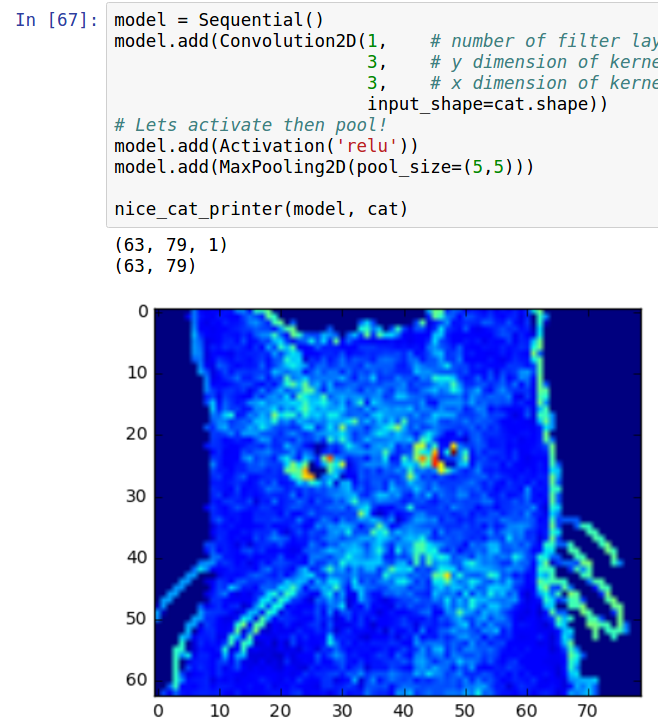 In [67]: model = Sequential()
model.add(Convolution2D(1, # number of filter lay
3, # y dimension of kerne
3, # x dimension of kerne
input_shape=cat.shape))
# Lets activate then pool!
model.add(Activation('relu'))
model.add(MaxPooling2D(pool_size=(5,5)))
nice_cat_printer(model, cat)
(63, 79, 1)
(63, 79)
0
10
20
30
40
50
60
0 10 20 30 40 50 60 70